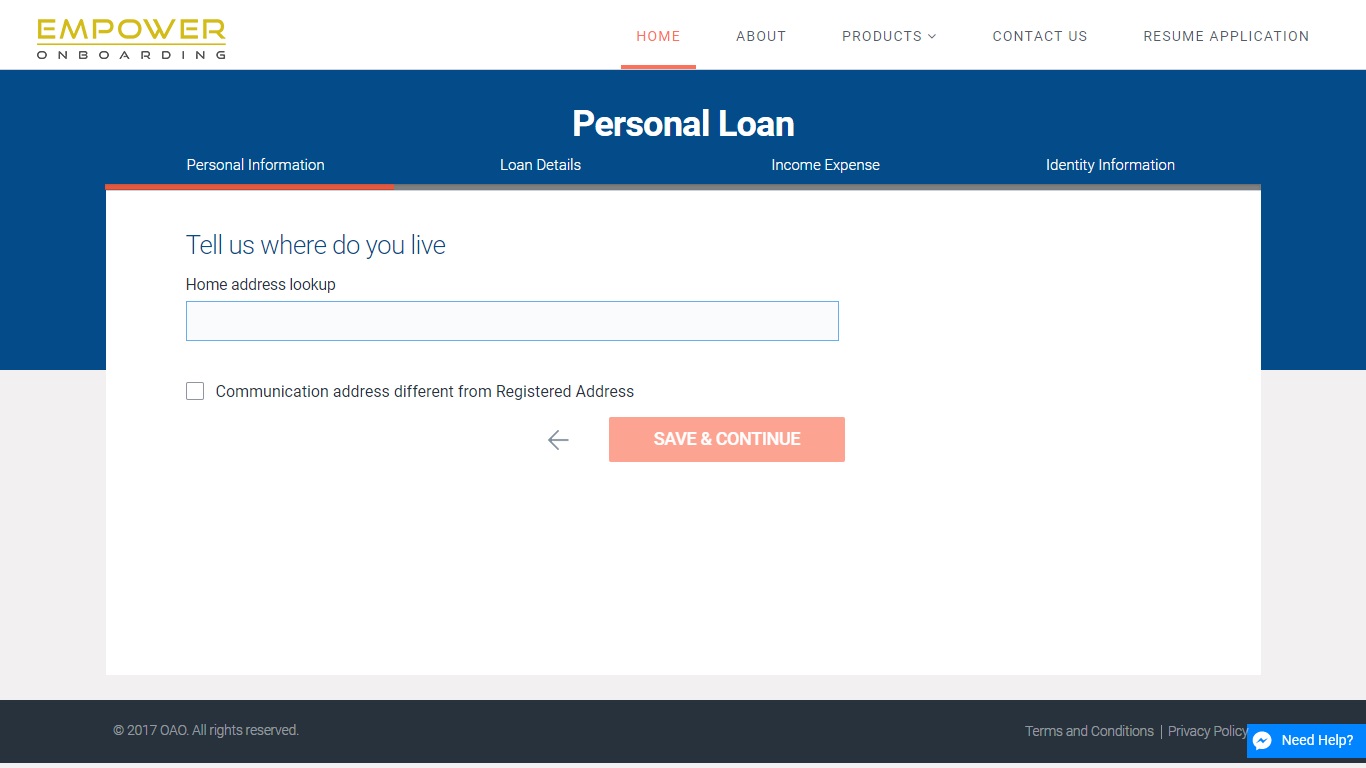 EMPOWER
ONBOARDING
HOME ABOUT PRODUCTS CONTACT US RESUME APPLICATION
Personal Loan
Personal Information Loan Details Income Expense Identity Information
Tell us where do you live
Home address lookup
Communication address different from Registered Address
SAVE & CONTINUE
© 2017 OAO. All rights reserved.
Terms and Conditions | Privacy Policy
Need Help?